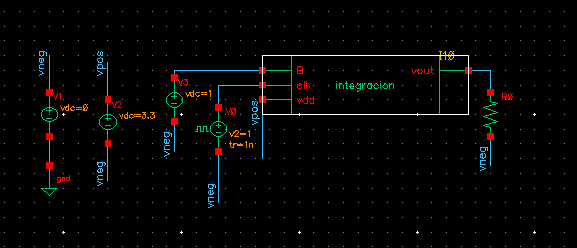 vneg
V1
vdc=0
gnd
vpos
V2
vdc=3.3
vneg
V3
vdc=1
vneg
V0
v2=1
tr=1n
vneg
I10
B
clk
vdd
integracion
vout
vpos
R0
vneg